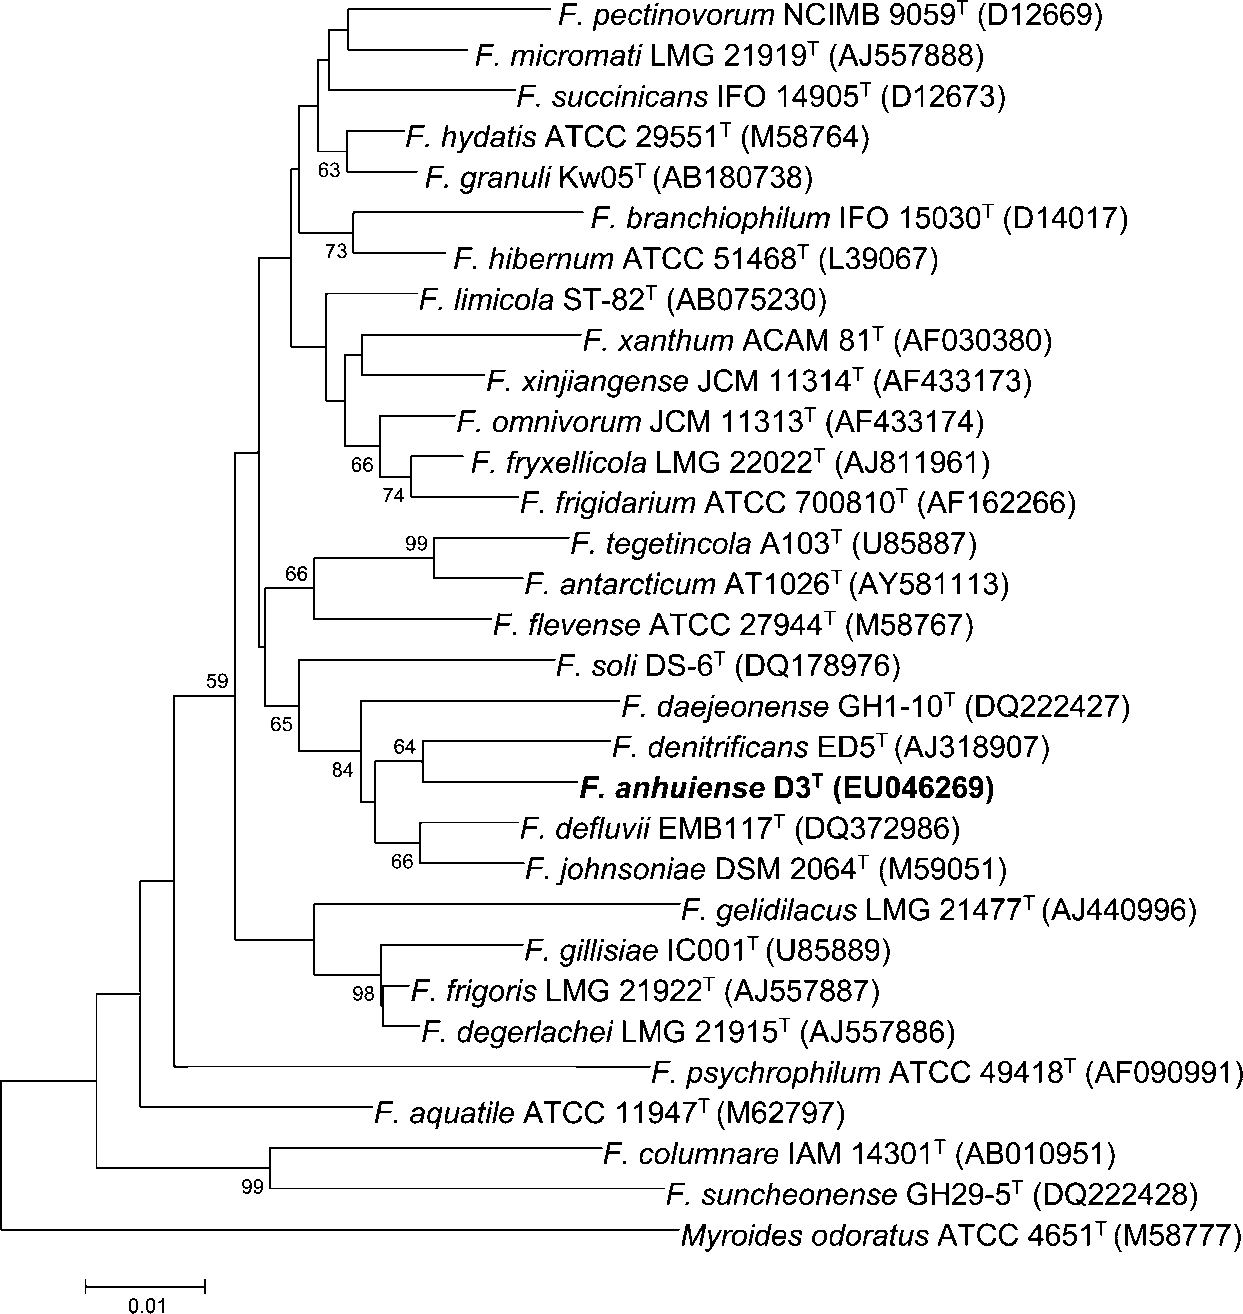 F. pectinovorum NCIMB 9059ᵀ (D12669)
F. micromati LMG 21919ᵀ (AJ557888)
F. succinicans IFO 14905ᵀ (D12673)
F. hydatis ATCC 29551ᵀ (M58764)
63
F. granuli Kw05ᵀ (AB180738)
F. branchiophilum IFO 15030ᵀ (D14017)
73
F. hibernum ATCC 51468ᵀ (L39067)
F. limicola ST-82ᵀ (AB075230)
F. xanthum ACAM 81ᵀ (AF030380)
F. xinjiangense JCM 11314ᵀ (AF433173)
F. omnivorum JCM 11313ᵀ (AF433174)
66
F. fryxellicola LMG 22022ᵀ (AJ811961)
74
F. frigidarium ATCC 700810ᵀ (AF162266)
99
F. tegetincola A103ᵀ (U85887)
66
F. antarcticum AT1026ᵀ (AY581113)
F. flevense ATCC 27944ᵀ (M58767)
F. soli DS-6ᵀ (DQ178976)
59
65
F. daejeonense GH1-10ᵀ (DQ222427)
64
F. denitrificans ED5ᵀ (AJ318907)
84
F. anhuiense D3ᵀ (EU046269)
F. defluvii EMB117ᵀ (DQ372986)
66
F. johnsoniae DSM 2064ᵀ (M59051)
F. gelidilacus LMG 21477ᵀ (AJ440996)
F. gillisiae IC001ᵀ (U85889)
98
F. frigoris LMG 21922ᵀ (AJ557887)
F. degerlachei LMG 21915ᵀ (AJ557886)
F. psychrophilum ATCC 49418ᵀ (AF090991)
F. aquatile ATCC 11947ᵀ (M62797)
F. columnare IAM 14301ᵀ (AB010951)
99
F. suncheonense GH29-5ᵀ (DQ222428)
Myroides odoratus ATCC 4651ᵀ (M58777)
0.01